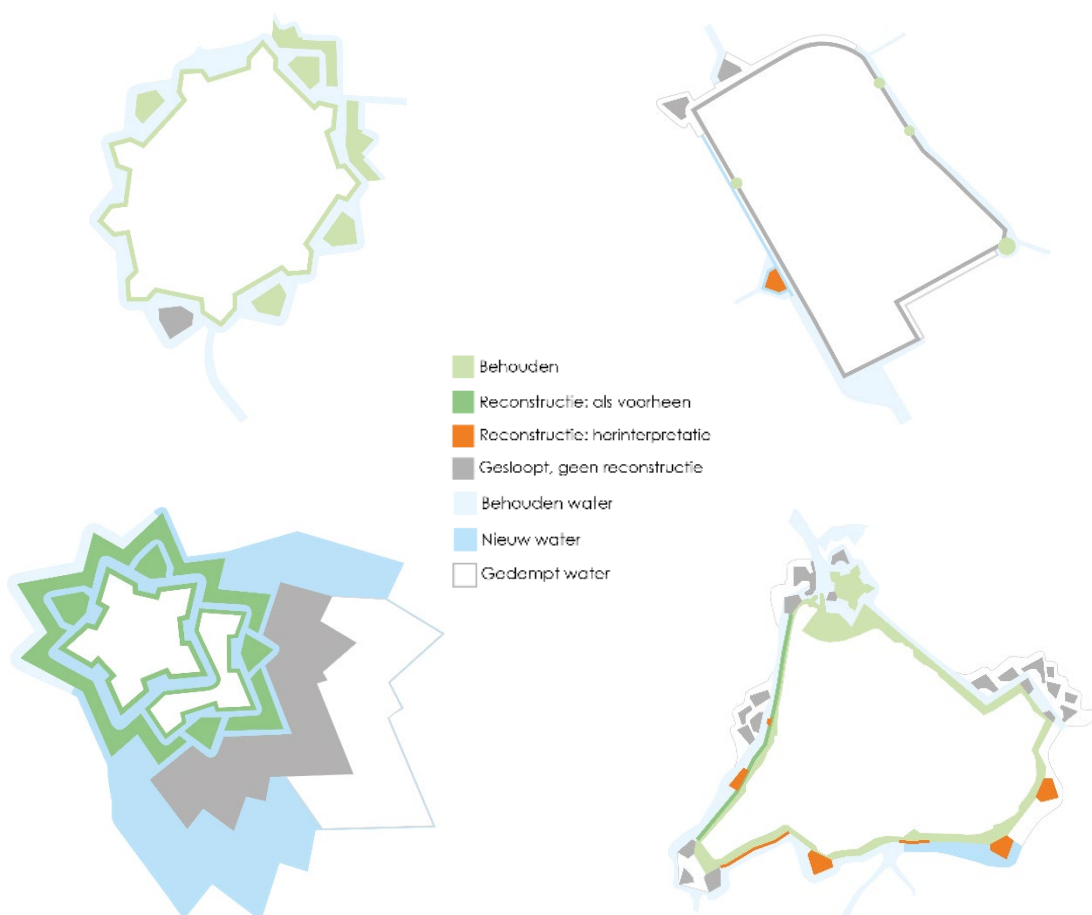 Behouden
Reconstructie: als voorheen
Reconstructie: herinterpretatie
Gesloopt, geen reconstructie
Behouden water
Nieuw water
Gedempt water